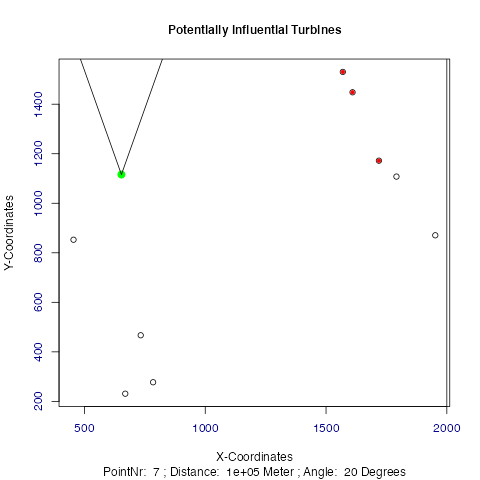 Potentially Influential Turbines
1400
1200
1000
800
600
400
200
Y-Coordinates
500 1000 1500 2000
X-Coordinates
PointNr: 7 ; Distance: 1e+05 Meter ; Angle: 20 Degrees